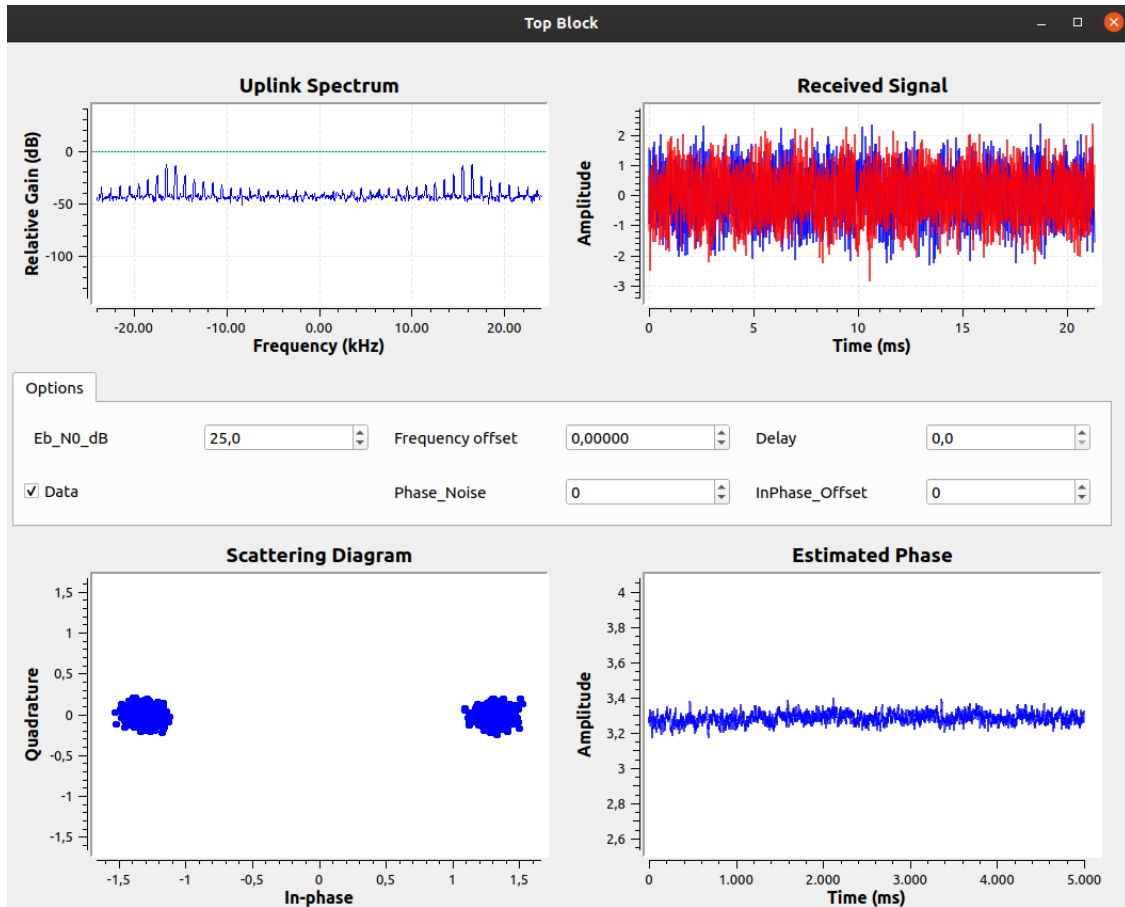 Top Block
Uplink Spectrum
Relative Gain (dB)
0
-50
-100
-20.00 -10.00 0.00 10.00 20.00
Frequency (kHz)
Received Signal
Amplitude
2
1
0
-1
-2
-3
0 5 10 15 20
Time (ms)
Options
Eb_N0_dB 25,0 Frequency offset 0,00000 Delay 0,0
Data Phase_Noise 0 InPhase_Offset 0
Scattering Diagram
Quadrature
1,5
1
0,5
0
-0,5
-1
-1,5
-1,5 -1 -0,5 0 0,5 1 1,5
In-phase
Estimated Phase
Amplitude
4
3,8
3,6
3,4
3,2
3
2,8
2,6
0 1.000 2.000 3.000 4.000 5.000
Time (ms)